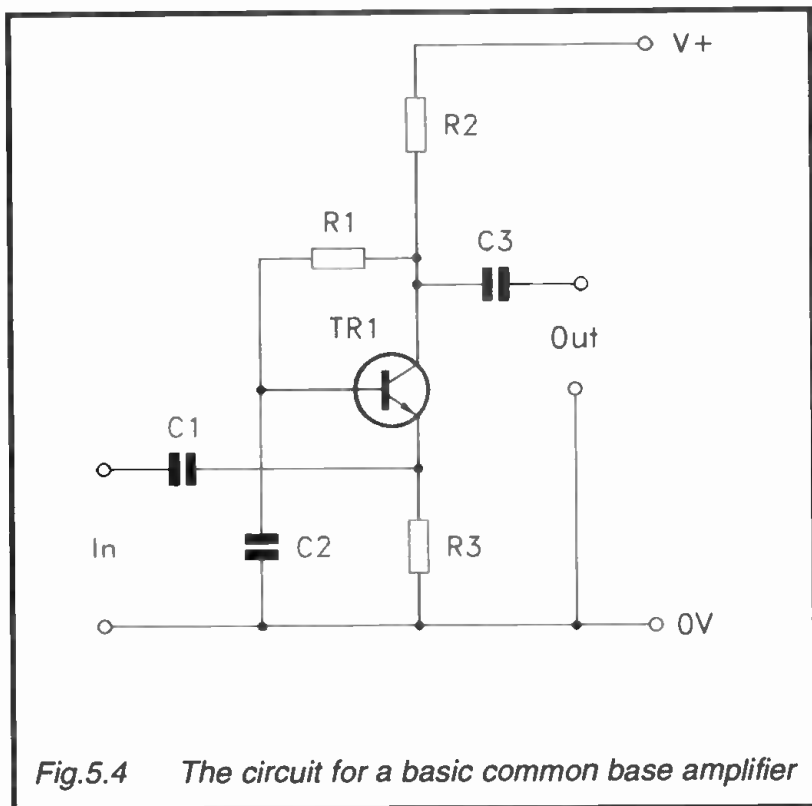 V+
R2
R1
C3
TR1
Out
C1
In
C2
R3
0V
Fig.5.4 The circuit for a basic common base amplifier